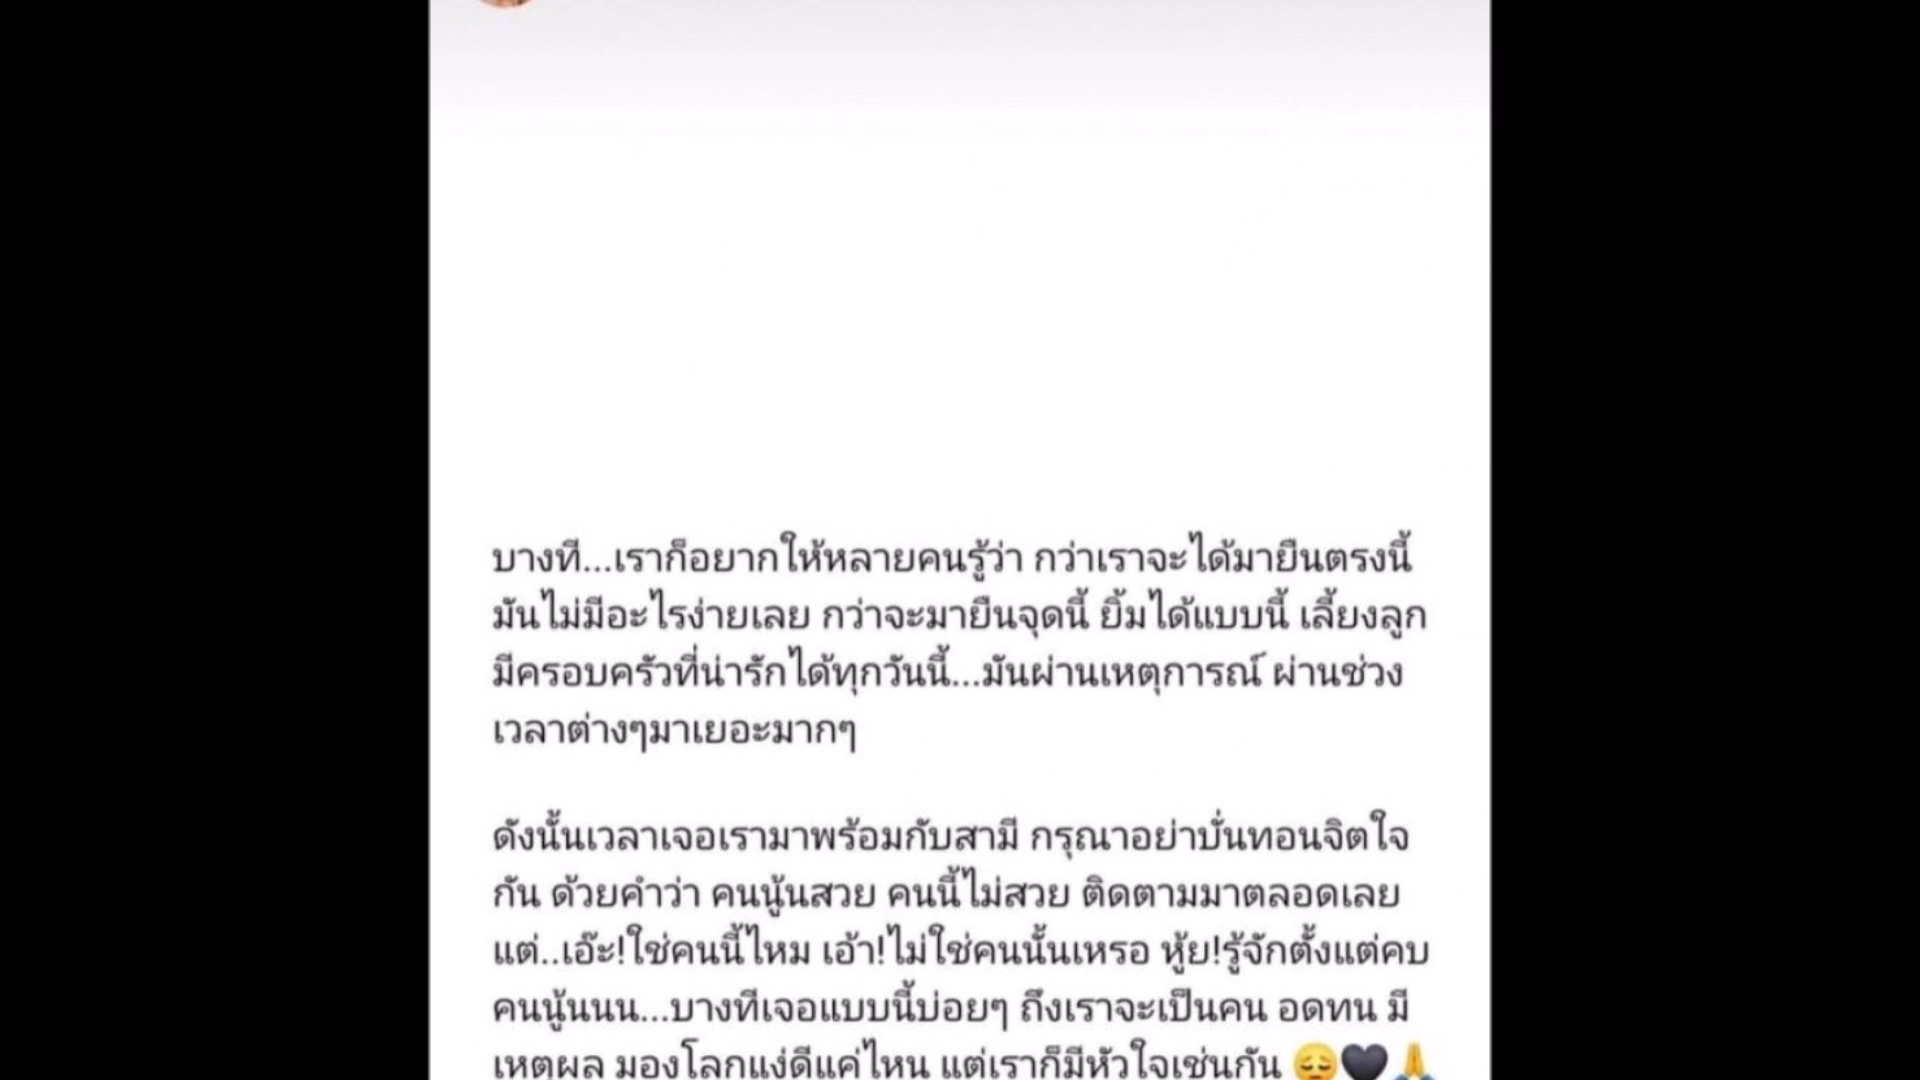 บางที...เราก็อยากให้หลายคนรู้ว่า กว่าเราจะได้มายืนตรงนี้
มันไม่มีอะไรง่ายเลย กว่าจะมายืนจุดนี้ ยิ้มได้แบบนี้ เลี้ยงลูก
มีครอบครัวที่น่ารักได้ทุกวันนี้...มันผ่านเหตุการณ์ ผ่านช่วง
เวลาต่างๆมาเยอะมากๆ
ดังนั้นเวลาเจอเรามาพร้อมกับสามี กรุณาอย่าบั่นทอนจิตใจ
กัน ด้วยคำว่า คนนู้นสวย คนนี้ไม่สวย ติดตามมาตลอดเลย
แต่..เอ๊ะ!ใช่คนนี้ไหม เอ้า!ไม่ใช่คนนั้นเหรอ หู้ย!รู้จักตั้งแต่คบ
คนนู้นนน...บางทีเจอแบบนี้บ่อยๆ ถึงเราจะเป็นคน อดทน มี
เหตุผล มองโลกแง่ดีแค่ไหน แต่เราก็มีหัวใจเช่นกัน 😔🖤🙏